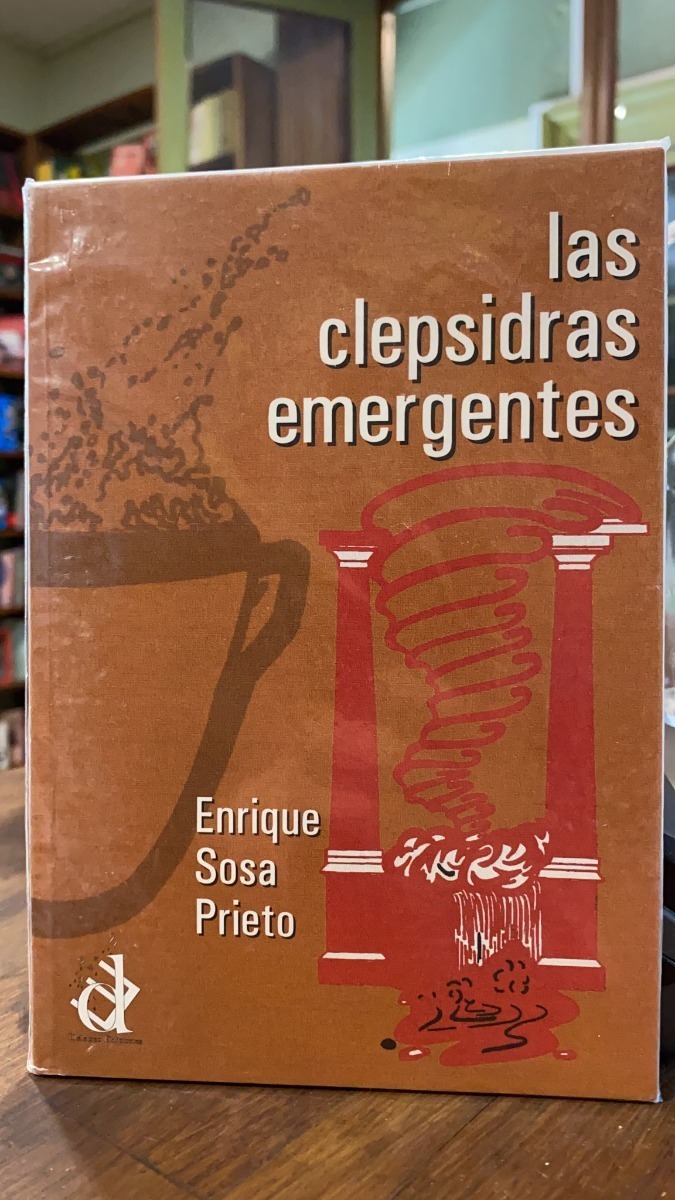 las
clepsidras
emergentes
Enrique
Sosa
Prieto